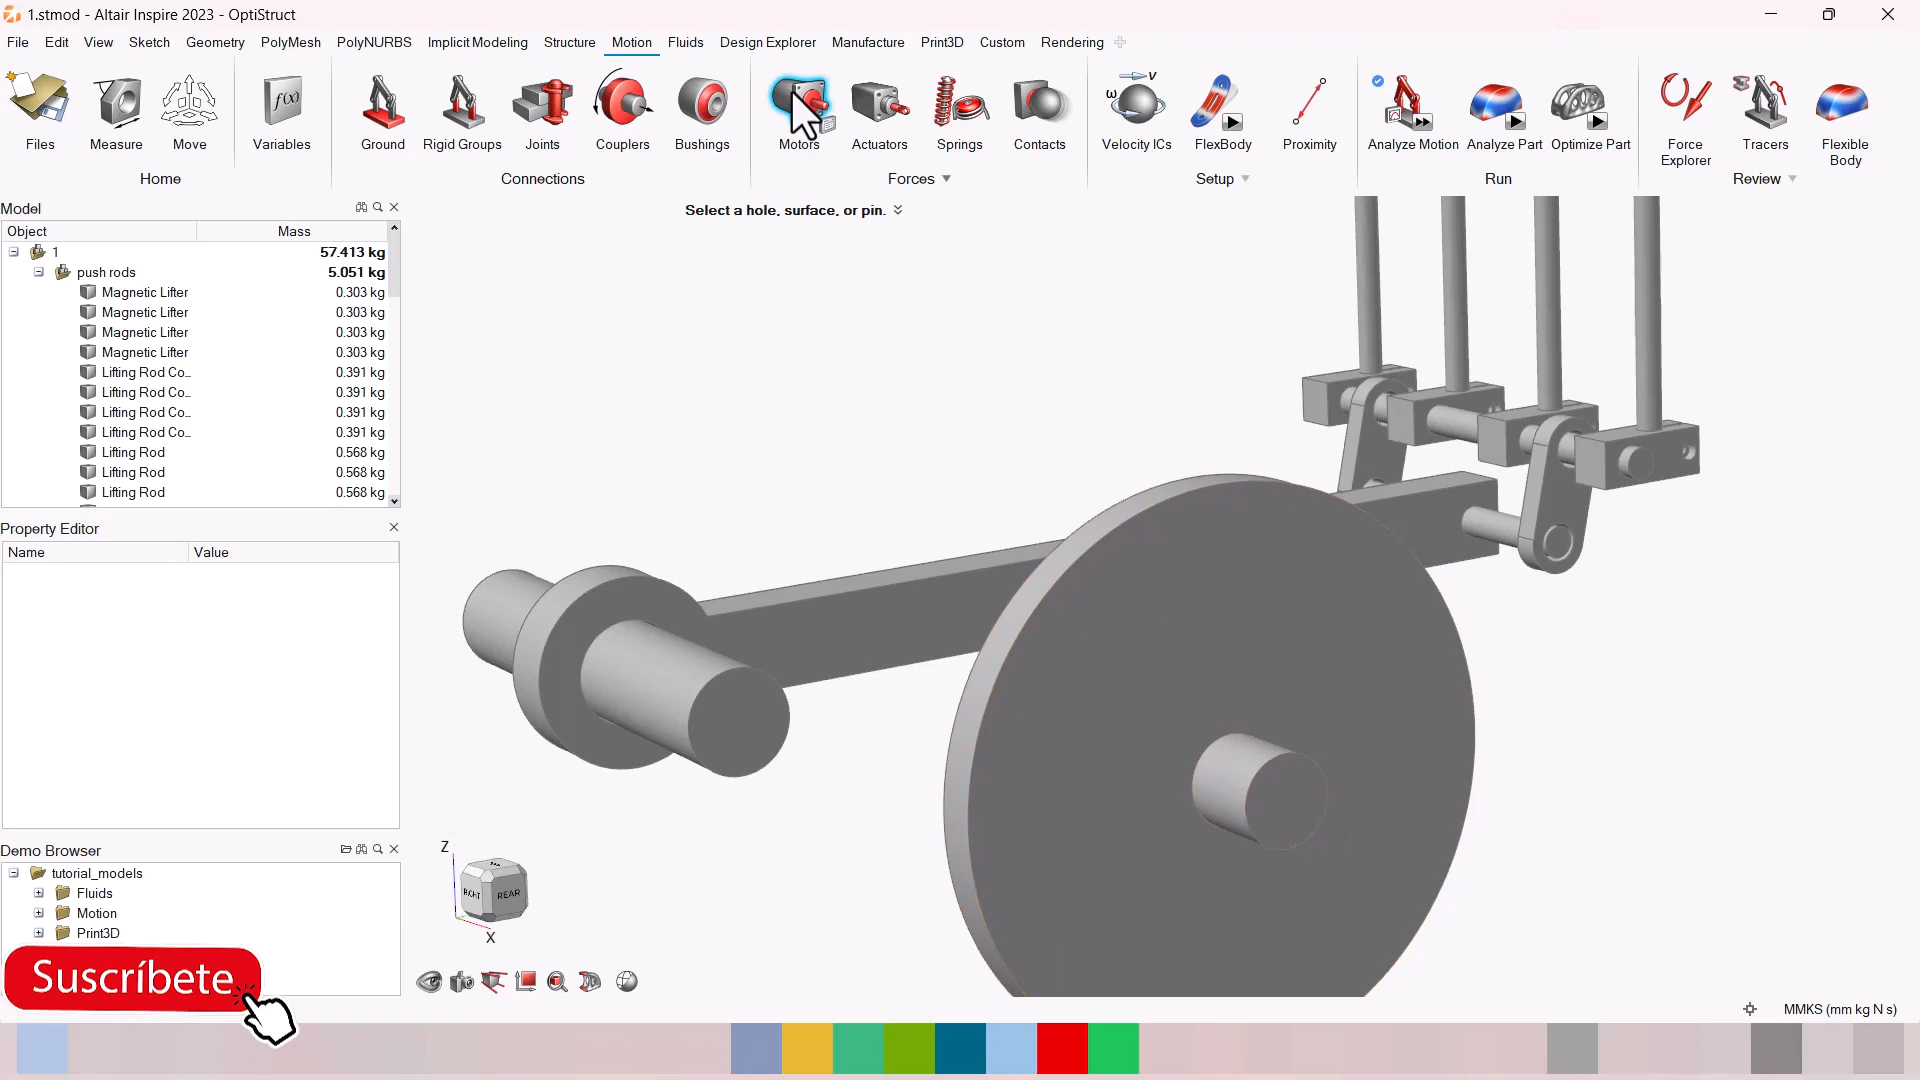 1.stmod - Altair Inspire 2023 - OptiStruct
File Edit View Sketch Geometry PolyMesh PolyNURBS Implicit Modeling Structure Motion Fluids Design Explorer Manufacture Print3D Custom Rendering
Files Measure Move Variables Ground Rigid Groups Joints Couplers Bushings Motors Actuators Springs Contacts Velocity ICs FlexBody Proximity Analyze Motion Analyze Part Optimize Part Force Explorer Tracers Flexible Body
Home Connections Forces Setup Run Review
Select a hole, surface, or pin.
Model
Object Mass
1 57.413 kg
push rods 5.051 kg
Magnetic Lifter 0.303 kg
Magnetic Lifter 0.303 kg
Magnetic Lifter 0.303 kg
Magnetic Lifter 0.303 kg
Lifting Rod Co... 0.391 kg
Lifting Rod Co... 0.391 kg
Lifting Rod Co... 0.391 kg
Lifting Rod Co... 0.391 kg
Lifting Rod 0.568 kg
Lifting Rod 0.568 kg
Lifting Rod 0.568 kg
Property Editor
Name Value
Demo Browser
tutorial_models
Fluids
Motion
Print3D
Suscríbete
Z
RIGHT REAR
X
MMKS (mm kg N s)